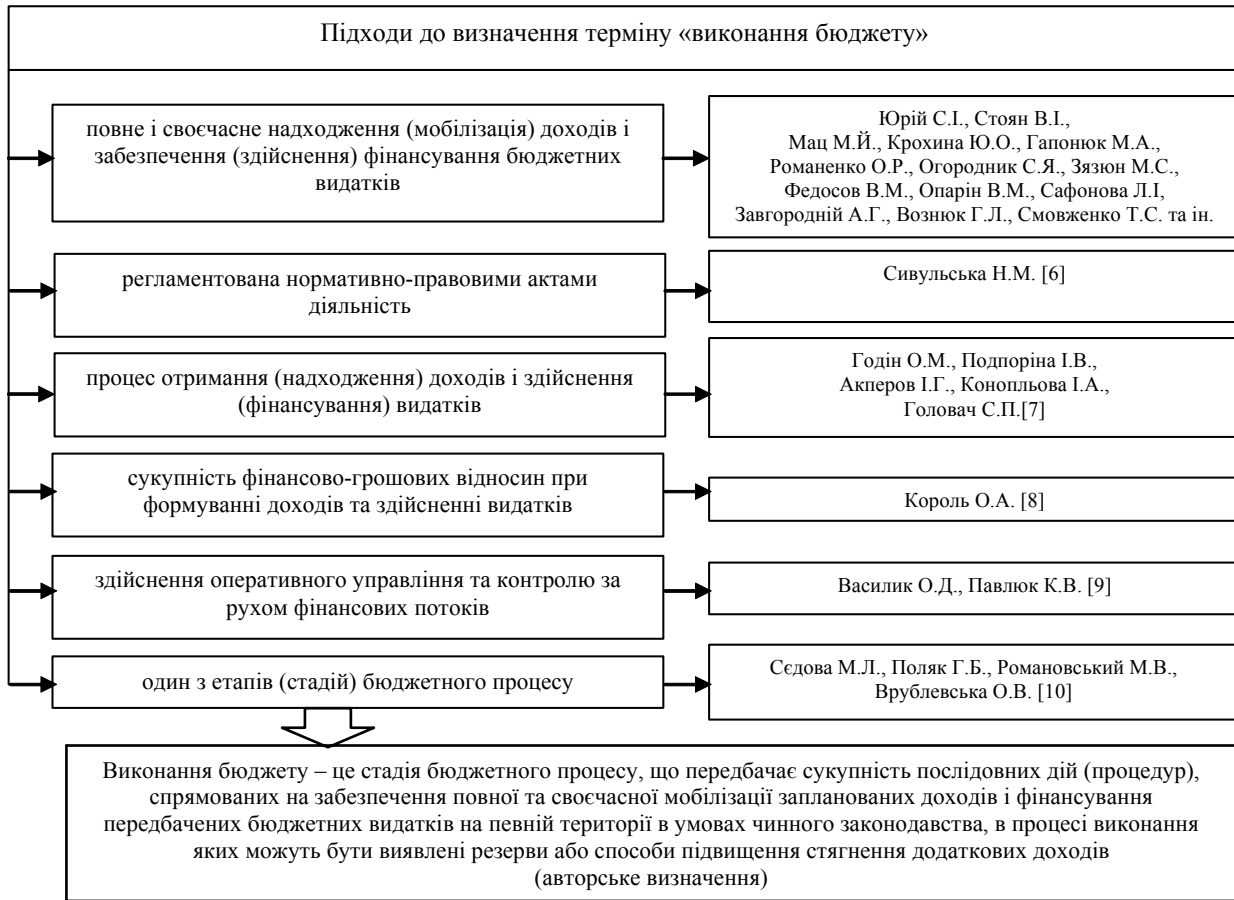 Підходи до визначення терміну «виконання бюджету»
повне і своєчасне надходження (мобілізація) доходів і
забезпечення (здійснення) фінансування бюджетних
видатків
Юрій С.І., Стоян В.І.,
Мац М.Й., Крохина Ю.О., Гапонюк М.А.,
Романенко О.Р., Огородник С.Я., Зязюн М.С.,
Федосов В.М., Опарін В.М., Сафонова Л.І,
Завгородній А.Г., Вознюк Г.Л., Смовженко Т.С. та ін.
регламентована нормативно-правовими актами
діяльність
Сивульська Н.М. [6]
процес отримання (надходження) доходів і здійснення
(фінансування) видатків
Годін О.М., Подпоріна І.В.,
Акперов І.Г., Конопльова І.А.,
Головач С.П.[7]
сукупність фінансово-грошових відносин при
формуванні доходів та здійсненні видатків
Король О.А. [8]
здійснення оперативного управління та контролю за
рухом фінансових потоків
Василик О.Д., Павлюк К.В. [9]
один з етапів (стадій) бюджетного процесу
Сєдова М.Л., Поляк Г.Б., Романовський М.В.,
Врублевська О.В. [10]
Виконання бюджету – це стадія бюджетного процесу, що передбачає сукупність послідовних дій (процедур),
спрямованих на забезпечення повної та своєчасної мобілізації запланованих доходів і фінансування
передбачених бюджетних видатків на певній території в умовах чинного законодавства, в процесі виконання
яких можуть бути виявлені резерви або способи підвищення стягнення додаткових доходів
(авторське визначення)